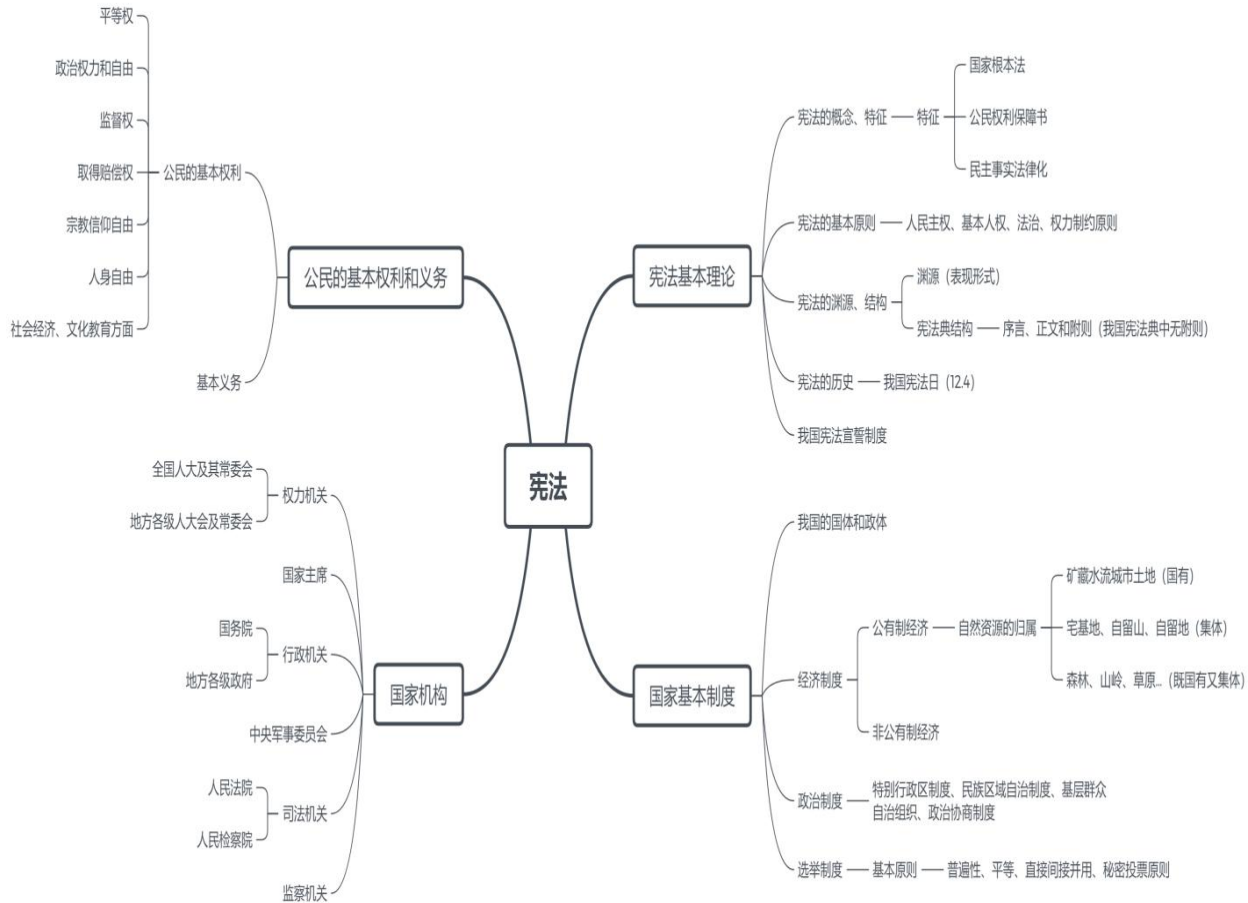 宪法
宪法基本理论
宪法的概念、特征
特征
国家根本法
公民权利保障书
民主事实法律化
宪法的基本原则
人民主权、基本人权、法治、权力制约原则
宪法的渊源、结构
渊源（表现形式）
宪法典结构
序言、正文和附则（我国宪法典中无附则）
宪法的历史
我国宪法日（12.4）
我国宪法宣誓制度
国家基本制度
我国的国体和政体
经济制度
公有制经济
自然资源的归属
矿藏水流城市土地（国有）
宅基地、自留山、自留地（集体）
森林、山岭、草原...（既国有又集体）
非公有制经济
政治制度
特别行政区制度、民族区域自治制度、基层群众
自治组织、政治协商制度
选举制度
基本原则
普遍性、平等、直接间接并用、秘密投票原则
公民的基本权利和义务
公民的基本权利
平等权
政治权力和自由
监督权
取得赔偿权
宗教信仰自由
人身自由
社会经济、文化教育方面
基本义务
国家机构
权力机关
全国人大及其常委会
地方各级人大会及常委会
国家主席
行政机关
国务院
地方各级政府
中央军事委员会
司法机关
人民法院
人民检察院
监察机关